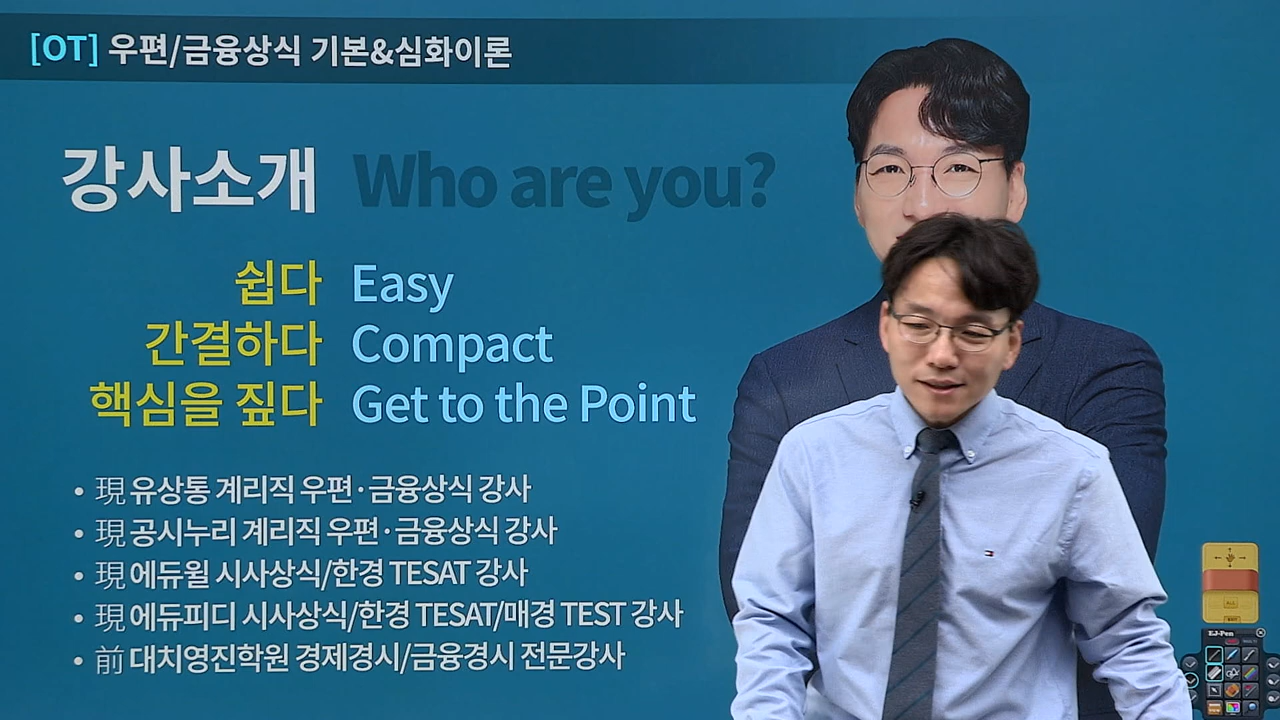 [OT] 우편/금융상식 기본&심화이론
강사소개 Who are you?
쉽다 Easy
간결하다 Compact
핵심을 짚다 Get to the Point
• 現 유상통 계리직 우편·금융상식 강사
• 現 공시누리 계리직 우편·금융상식 강사
• 現 에듀윌 시사상식/한경 TESAT 강사
• 現 에듀피디 시사상식/한경 TESAT/매경 TEST 강사
• 前 대치영진학원 경제경시/금융경시 전문강사
EJ-Pen